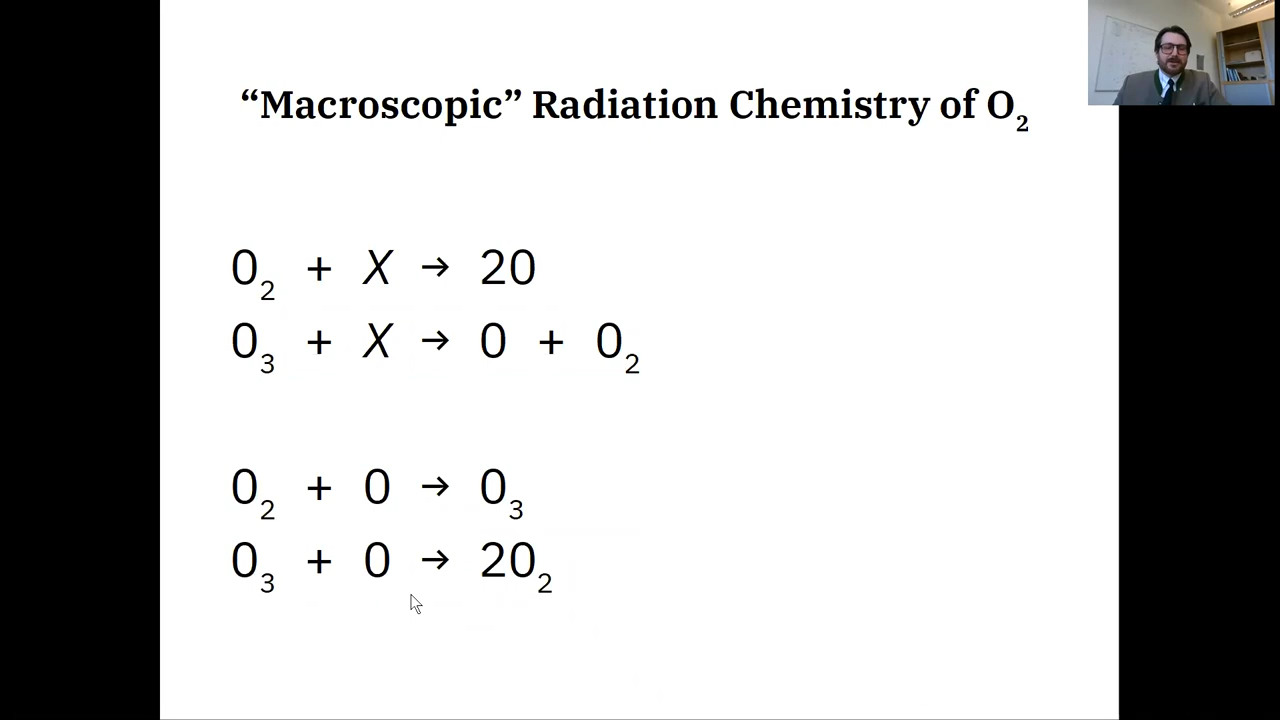 “Macroscopic” Radiation Chemistry of O₂
O₂ + X → 2O
O₃ + X → O + O₂
O₂ + O → O₃
O₃ + O → 2O₂